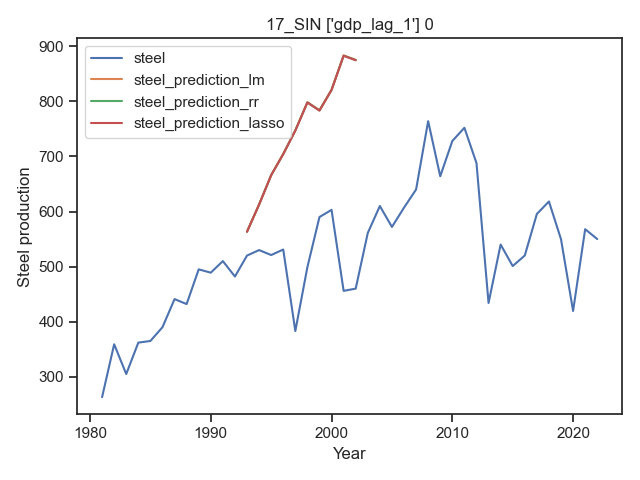 17_SIN ['gdp_lag_1'] 0
steel
steel_prediction_lm
steel_prediction_rr
steel_prediction_lasso
900
800
700
600
500
400
300
Steel production
1980
1990
2000
2010
2020
Year